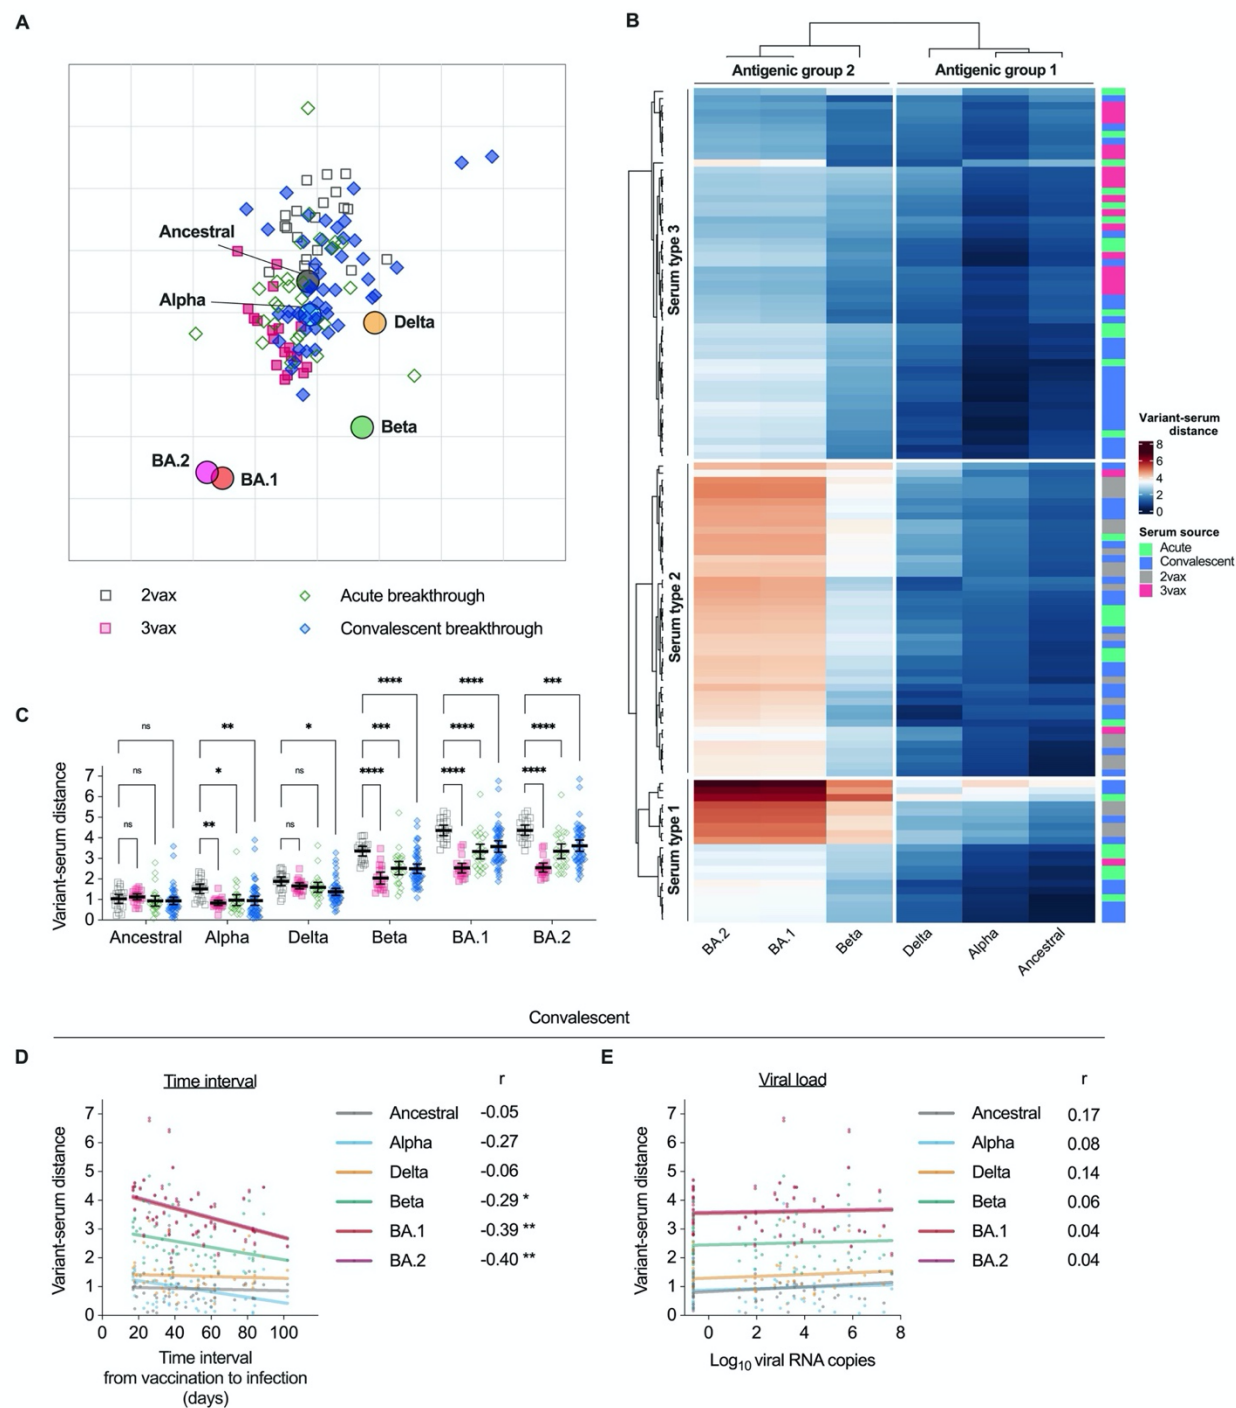 A
Ancestral
Alpha
Delta
Beta
BA.2
BA.1
2vax
Acute breakthrough
3vax
Convalescent breakthrough
B
Antigenic group 2
Antigenic group 1
Serum type 3
Serum type 2
Serum type 1
BA.2
BA.1
Beta
Delta
Alpha
Ancestral
Variant-serum
distance
8
6
4
2
0
Serum source
Acute
Convalescent
2vax
3vax
C
Variant-serum distance
7
6
5
4
3
2
1
0
ns
ns
ns
**
*
**
*
ns
****
***
****
****
****
****
***
****
****
Ancestral
Alpha
Delta
Beta
BA.1
BA.2
Convalescent
D
Time interval
r
Variant-serum distance
7
6
5
4
3
2
1
0
0 20 40 60 80 100
Time interval
from vaccination to infection
(days)
Ancestral -0.05
Alpha -0.27
Delta -0.06
Beta -0.29 *
BA.1 -0.39 **
BA.2 -0.40 **
E
Viral load
r
Variant-serum distance
7
6
5
4
3
2
1
0
0 2 4 6 8
Log10 viral RNA copies
Ancestral 0.17
Alpha 0.08
Delta 0.14
Beta 0.06
BA.1 0.04
BA.2 0.04